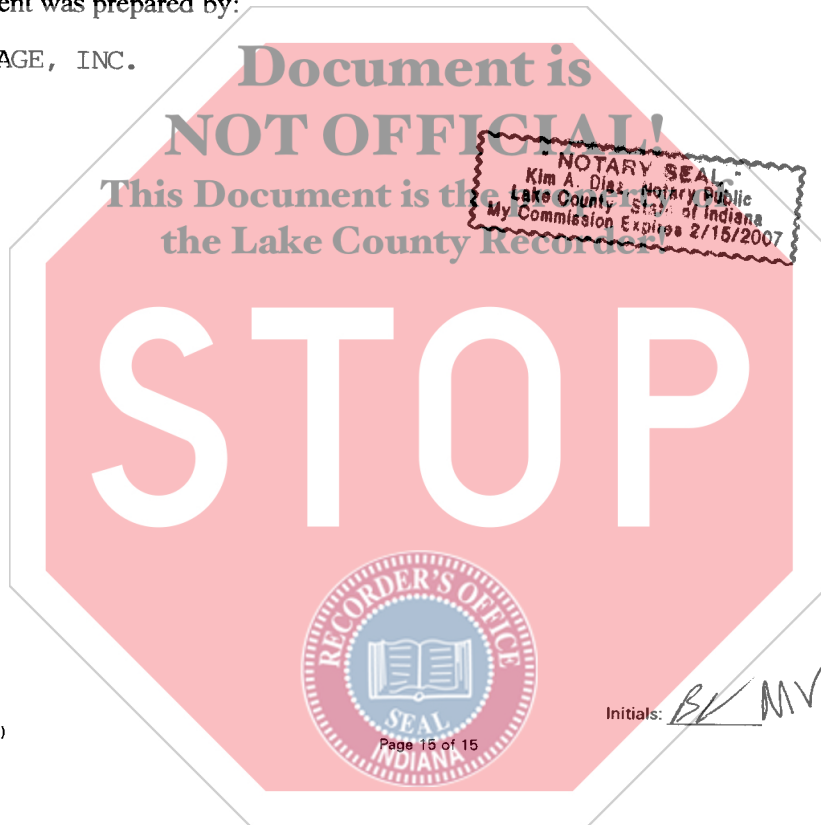 ent was prepared by:
AGE, INC.
Document is
NOT OFFICIAL!
This Document is the property of
the Lake County Recorder!
NOTARY SEAL
Kim A. Diaz, Notary Public
Lake County, State of Indiana
My Commission Expires 2/15/2007
STOP
RECORDER'S OFFICE
SEAL
INDIANA
Initials: BV MV
)
Page 15 of 15